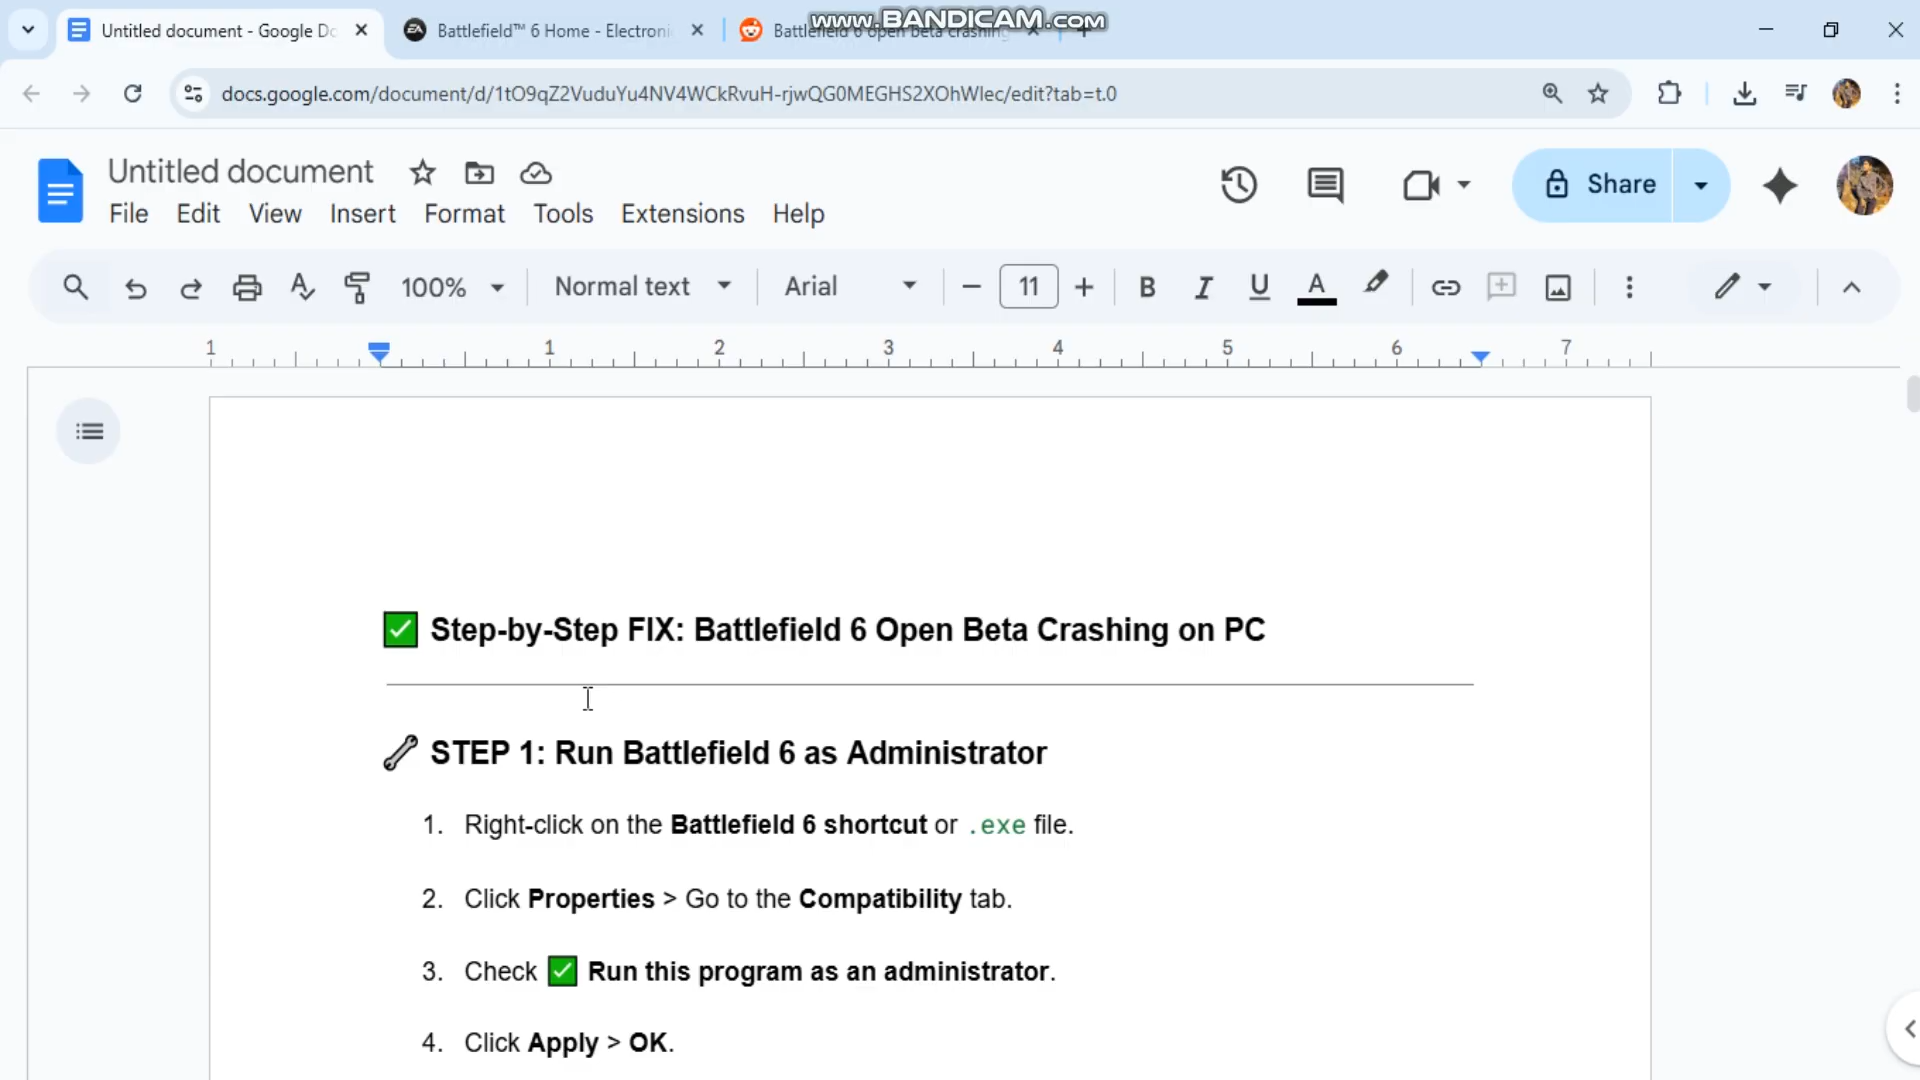 Untitled document - Google Do
Battlefield™ 6 Home - Electroni
Battlefield 6 open beta crashing
www.BANDICAM.com
docs.google.com/document/d/1tO9qZ2VuduYu4NV4WCkRvuH-rjwQG0MEGHS2XOhWlec/edit?tab=t.0
Untitled document
Share
File Edit View Insert Format Tools Extensions Help
100% Normal text Arial 11 B I U A
1 1 2 3 4 5 6 7
Step-by-Step FIX: Battlefield 6 Open Beta Crashing on PC
STEP 1: Run Battlefield 6 as Administrator
1. Right-click on the Battlefield 6 shortcut or .exe file.
2. Click Properties > Go to the Compatibility tab.
3. Check ✅ Run this program as an administrator.
4. Click Apply > OK.